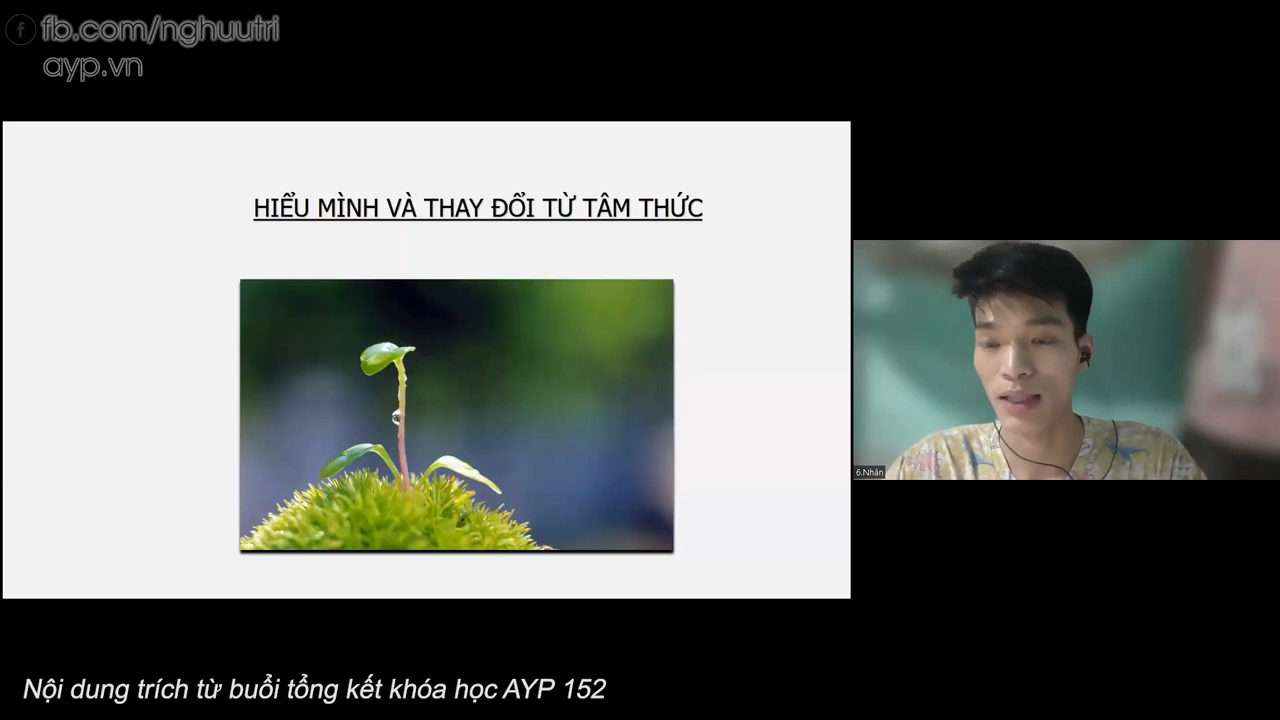 fb.com/nghuutri
ayp.vn
HIỂU MÌNH VÀ THAY ĐỔI TỪ TÂM THỨC
6.Nhân
Nội dung trích từ buổi tổng kết khóa học AYP 152